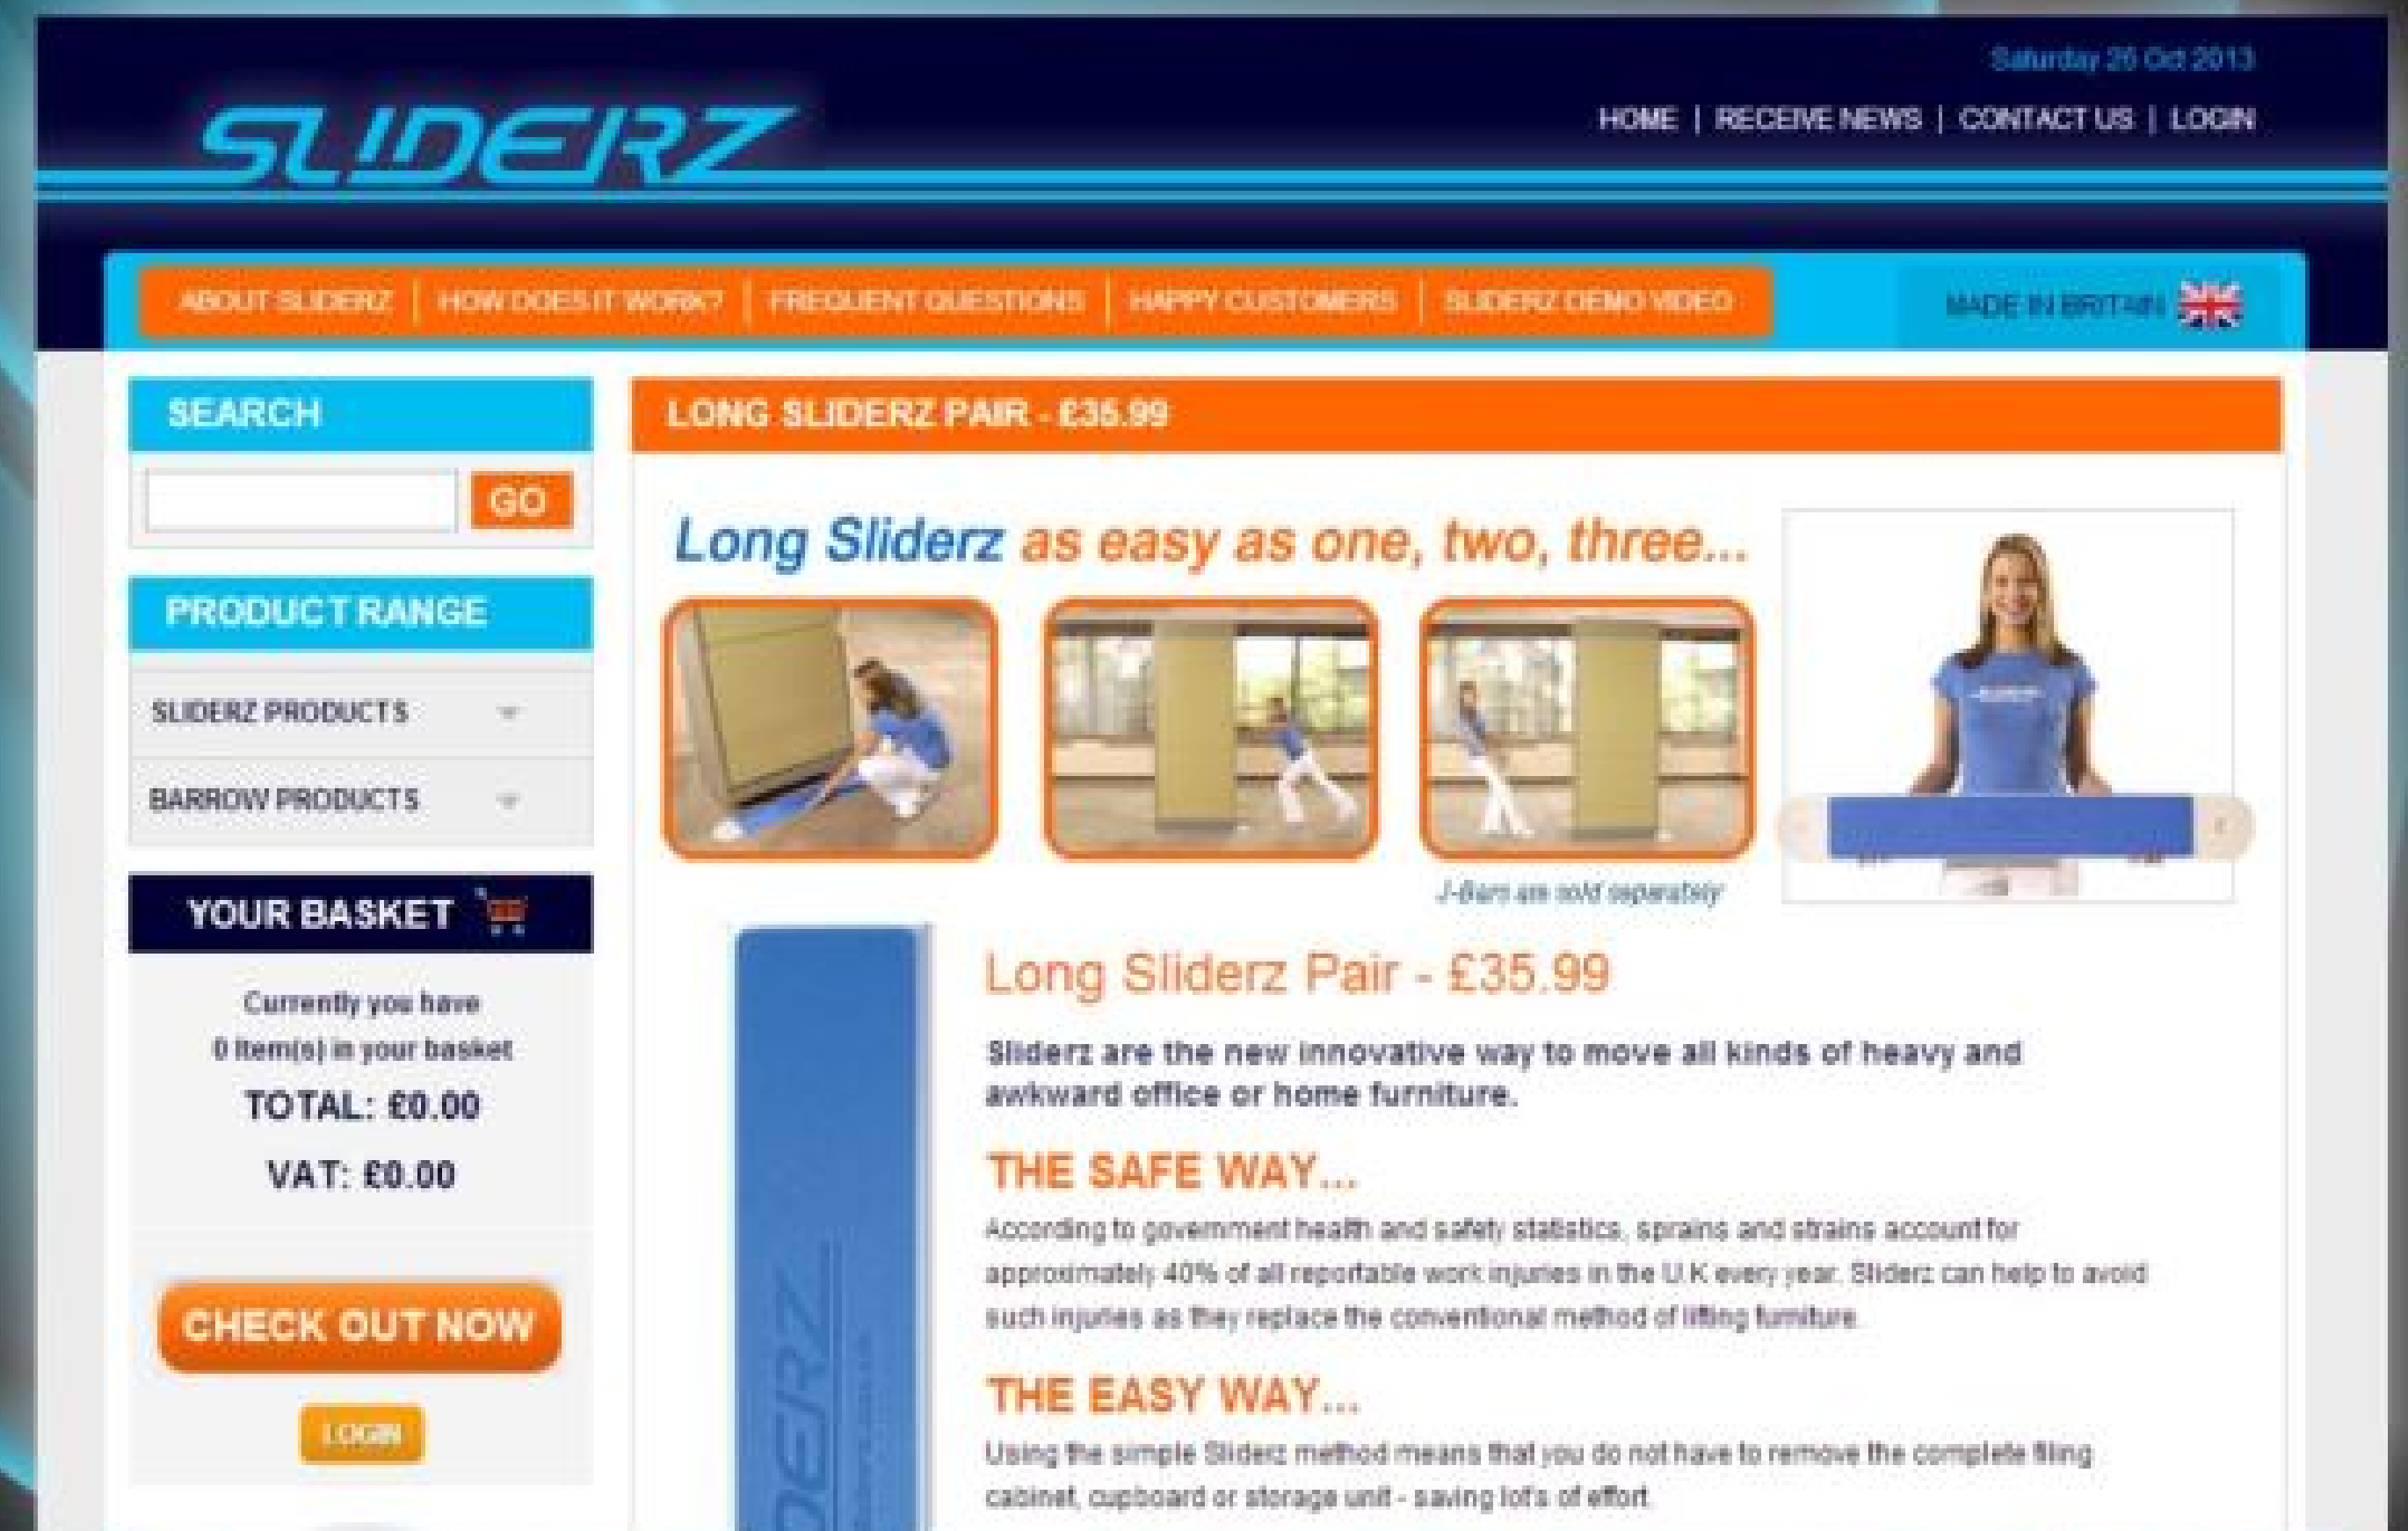 Saturday 26 Oct 2013
SLIDERZ
HOME | RECEIVE NEWS | CONTACT US | LOGIN
ABOUT SLIDERZ | HOW DOES IT WORK? | FREQUENT QUESTIONS | HAPPY CUSTOMERS | SLIDERZ DEMO VIDEO
MADE IN BRITAIN
SEARCH
GO
PRODUCT RANGE
SLIDERZ PRODUCTS
BARROW PRODUCTS
YOUR BASKET
Currently you have
0 Item(s) in your basket
TOTAL: £0.00
VAT: £0.00
CHECK OUT NOW
LOGIN
LONG SLIDERZ PAIR - £35.99
Long Sliderz as easy as one, two, three...
J-Bars are sold separately
DERZ
Long Sliderz Pair - £35.99
Sliderz are the new innovative way to move all kinds of heavy and
awkward office or home furniture.
THE SAFE WAY...
According to government health and safety statistics, sprains and strains account for
approximately 40% of all reportable work injuries in the U.K every year. Sliderz can help to avoid
such injuries as they replace the conventional method of lifting furniture.
THE EASY WAY...
Using the simple Sliderz method means that you do not have to remove the complete filing
cabinet, cupboard or storage unit - saving lot's of effort.